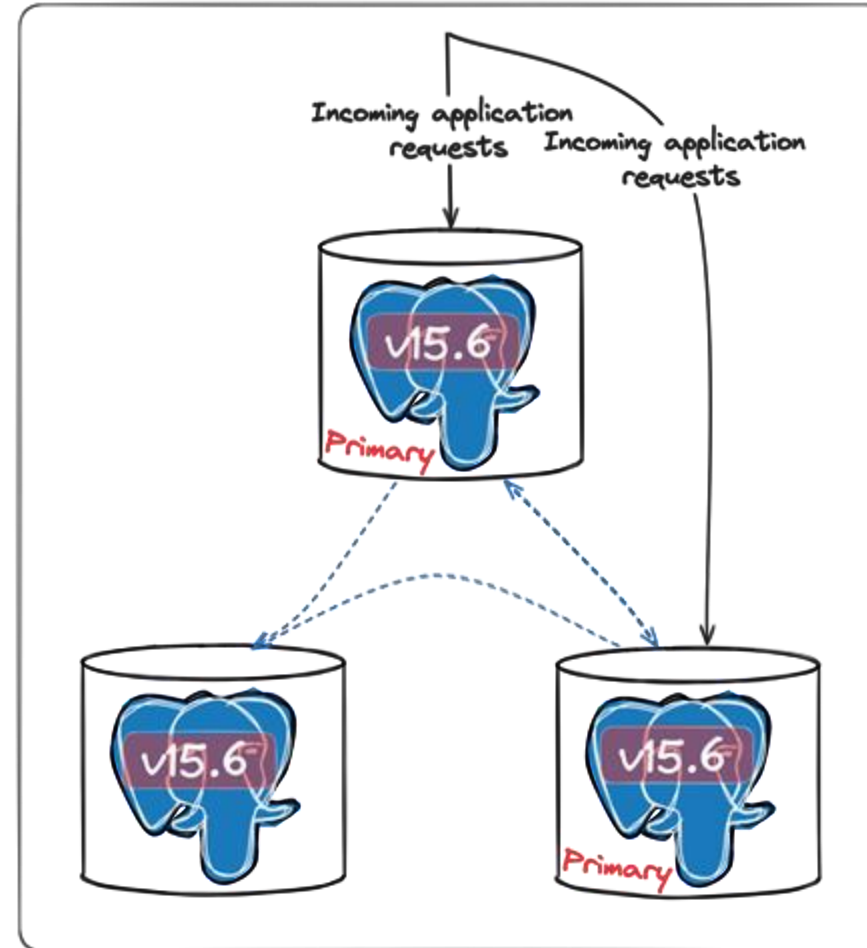 Incoming application
requests
Incoming application
requests
v15.6
Primary
v15.6
v15.6
Primary